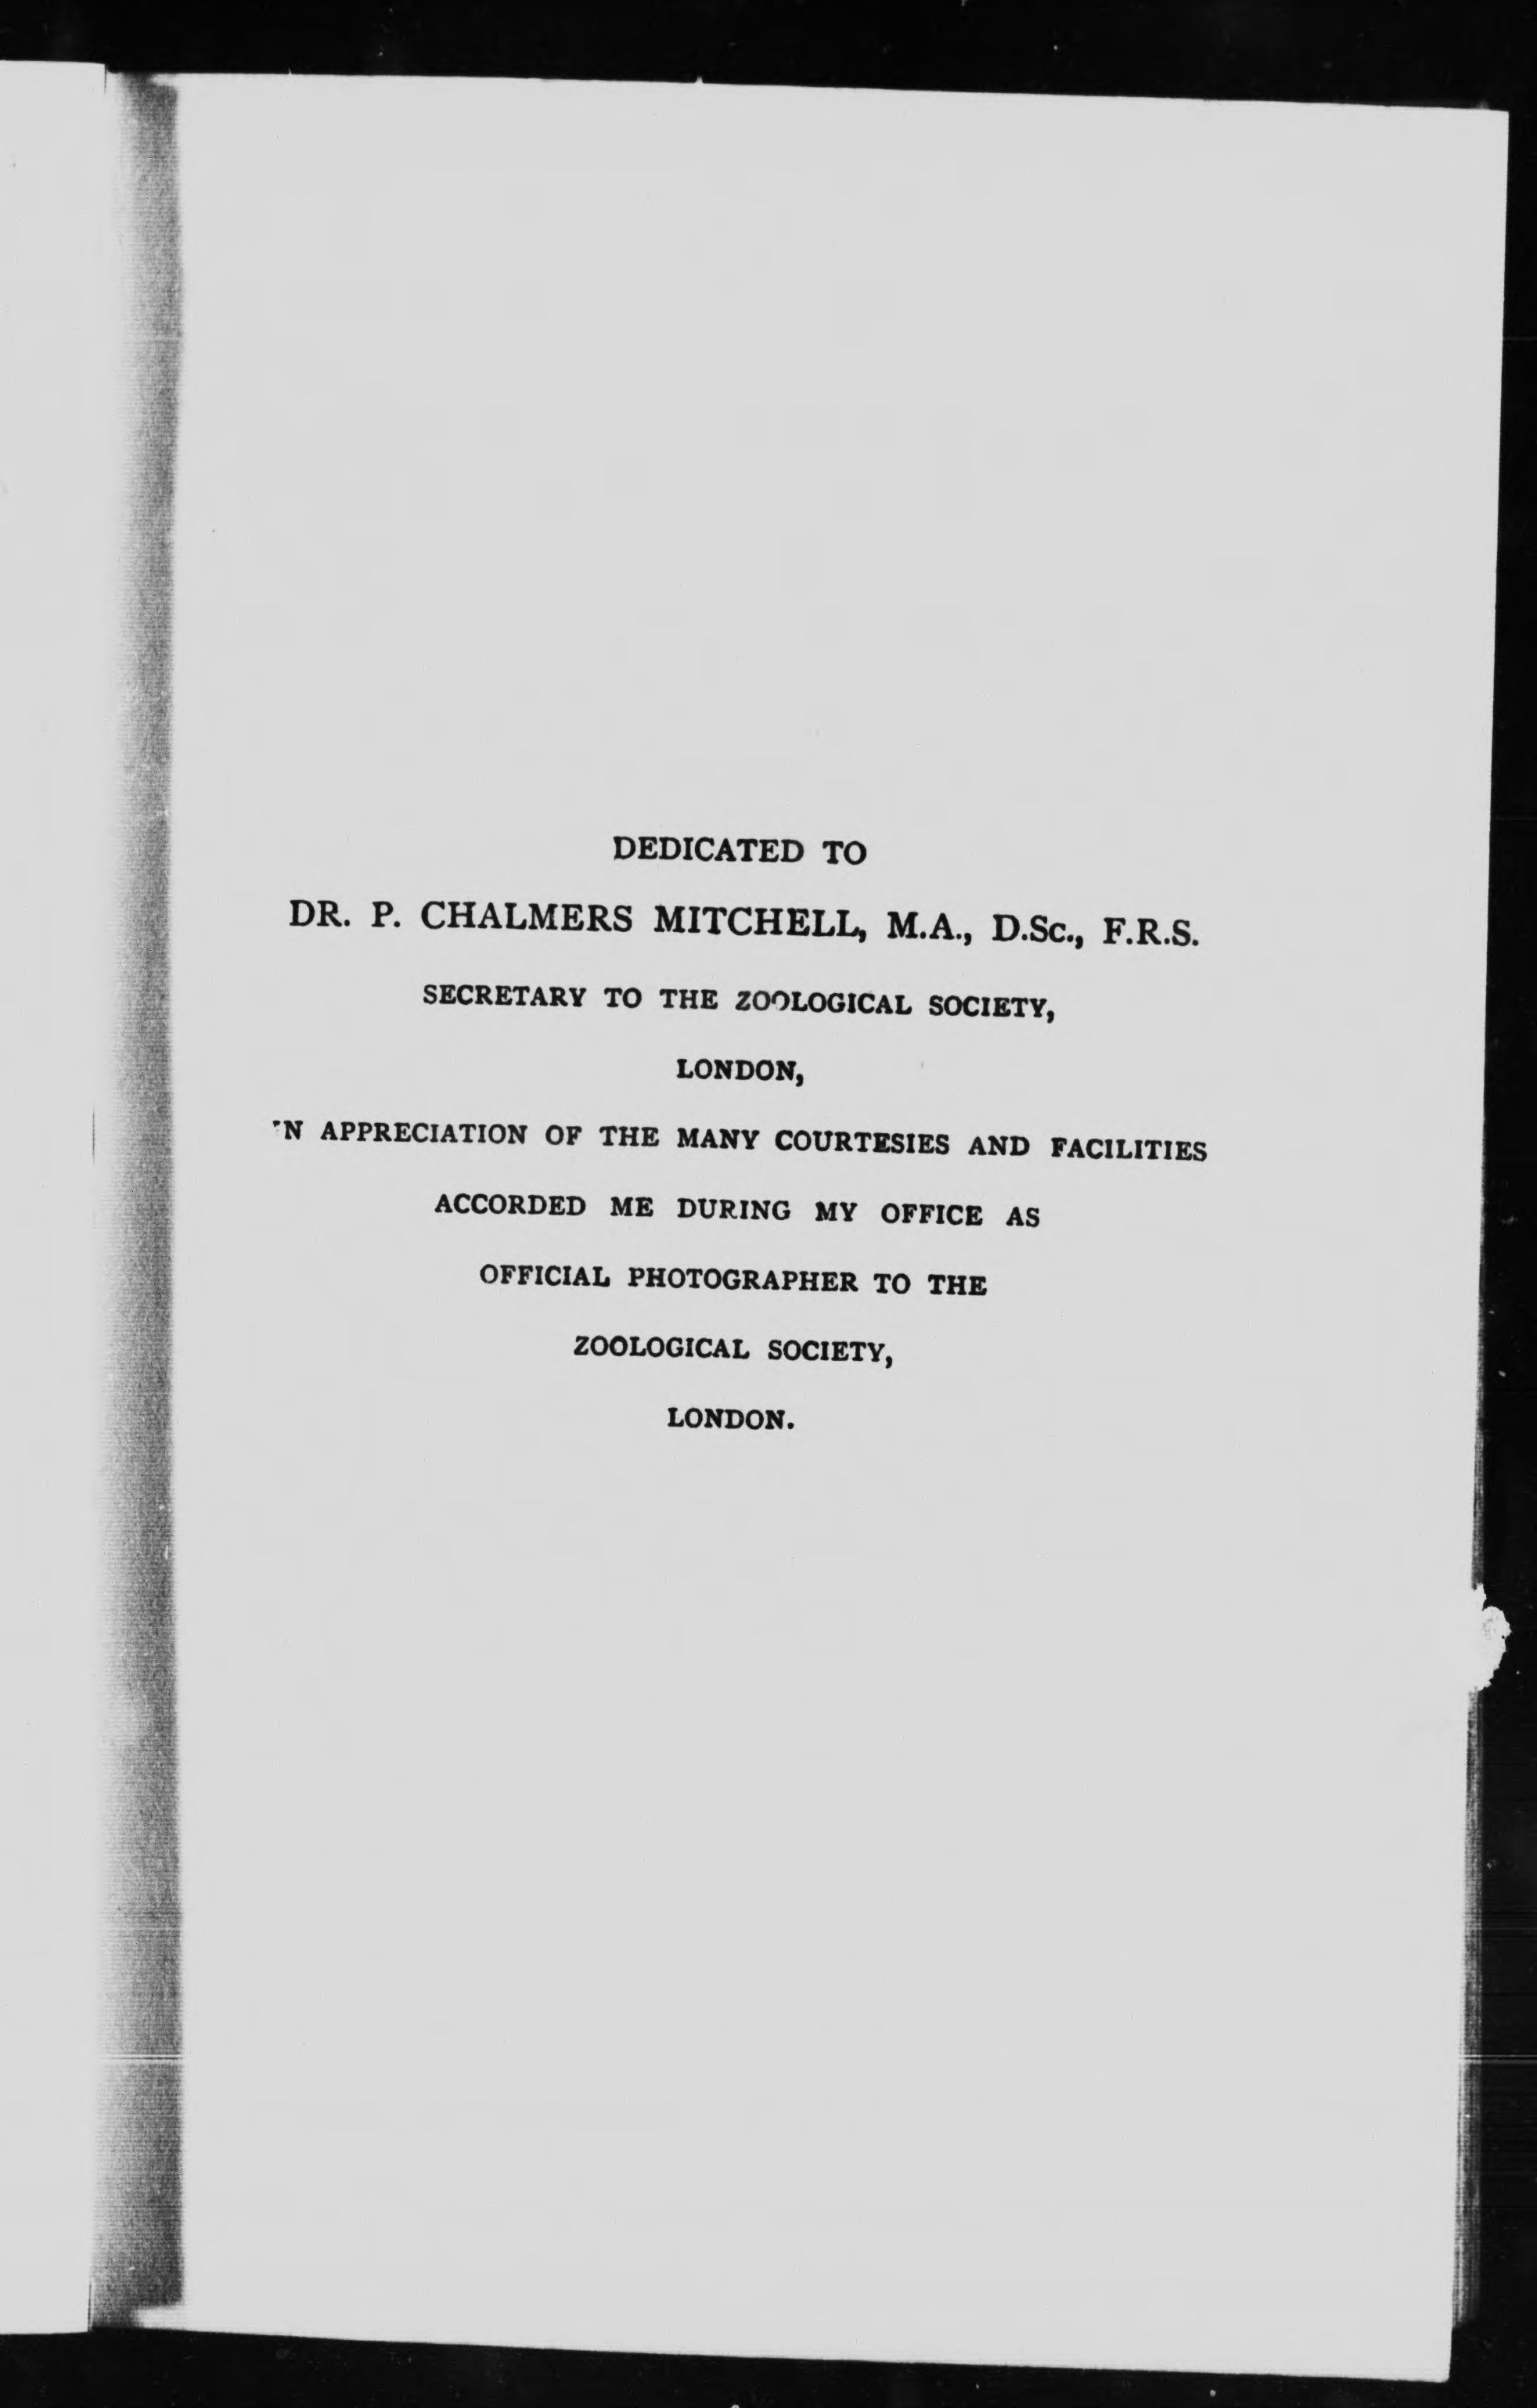 DEDICATED TO
DR. P. CHALMERS MITCHELL, M.A., D.Sc., F.R.S.
SECRETARY TO THE ZOOLOGICAL SOCIETY,
LONDON,
IN APPRECIATION OF THE MANY COURTESIES AND FACILITIES
ACCORDED ME DURING MY OFFICE AS
OFFICIAL PHOTOGRAPHER TO THE
ZOOLOGICAL SOCIETY,
LONDON.